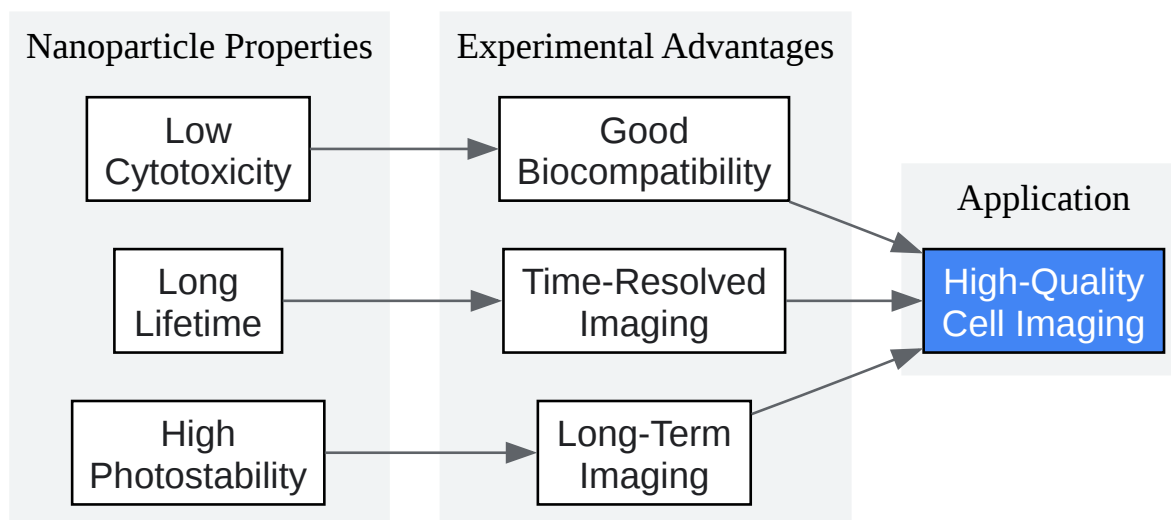 Nanoparticle Properties
Low
Cytotoxicity
Long
Lifetime
High
Photostability
Experimental Advantages
Good
Biocompatibility
Time-Resolved
Imaging
Long-Term
Imaging
Application
High-Quality
Cell Imaging